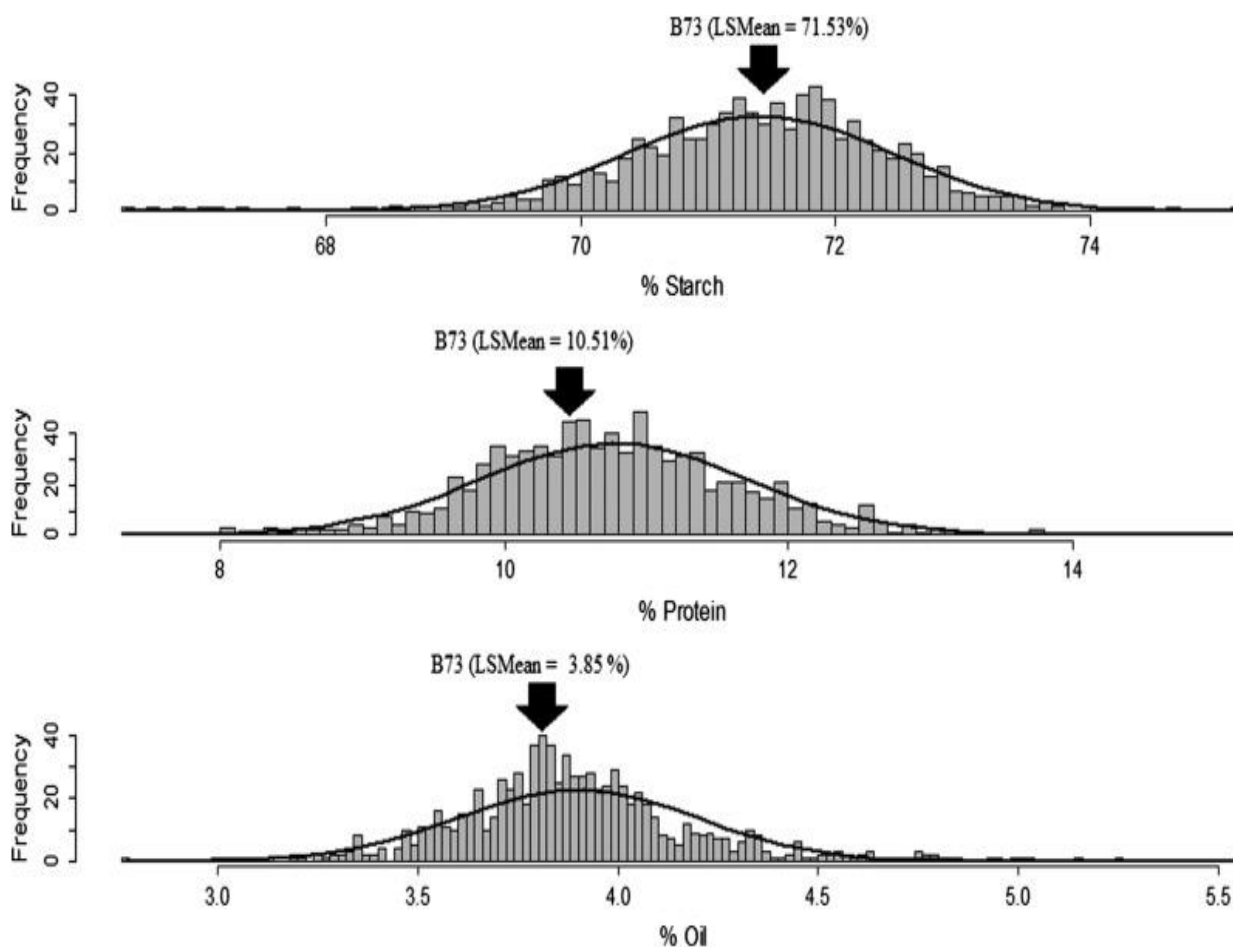 B73 (LSMean = 71.53%)
Frequency
0 20 40
68 70 72 74
% Starch
B73 (LSMean = 10.51%)
Frequency
0 20 40
8 10 12 14
% Protein
B73 (LSMean = 3.85 %)
Frequency
0 20 40
3.0 3.5 4.0 4.5 5.0 5.5
% Oil